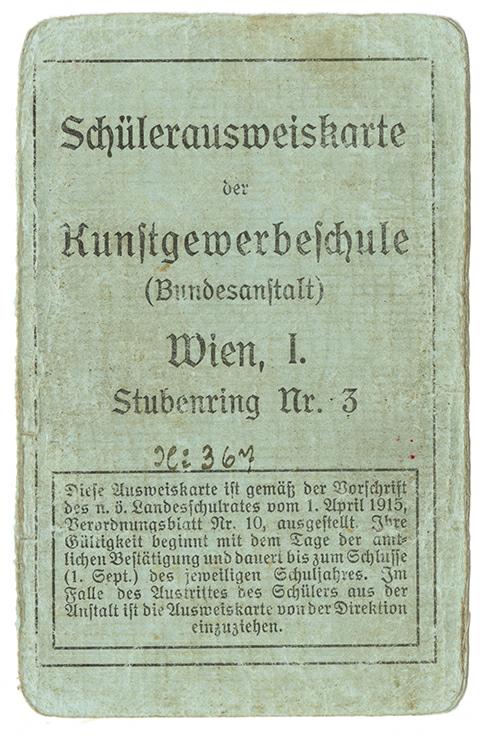 Schülerausweiskarte
der
Kunstgewerbeschule
(Bundesanstalt)
Wien, I.
Stubenring Nr. 3
N: 367
Diese Ausweiskarte ist gemäß der Vorschrift
des n. ö. Landesschulrates vom 1. April 1915,
Verordnungsblatt Nr. 10, ausgestellt. Ihre
Gültigkeit beginnt mit dem Tage der amt-
lichen Bestätigung und dauert bis zum Schlusse
(1. Sept.) des jeweiligen Schuljahres. Im
Falle des Austrittes des Schülers aus der
Anstalt ist die Ausweiskarte von der Direktion
einzuziehen.